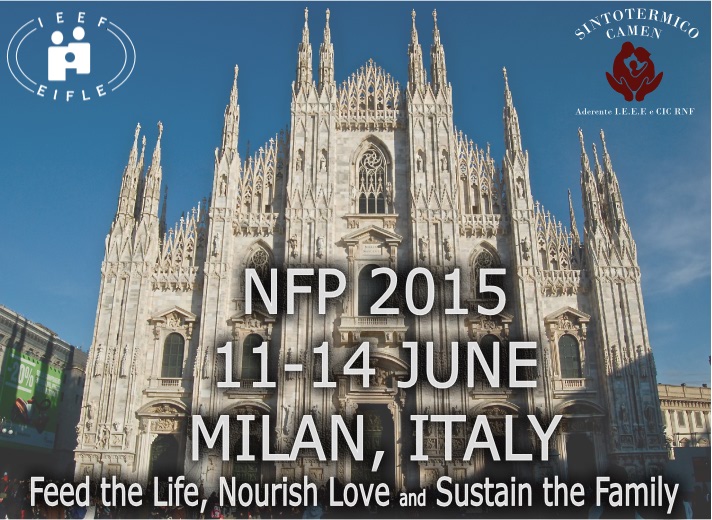 IEEF
EIFLE
SINTOTERMICO
CAMEN
Aderente I.E.E.F. e CIC RNF
NFP 2015
11-14 JUNE
MILAN, ITALY
Feed the Life, Nourish Love and Sustain the Family